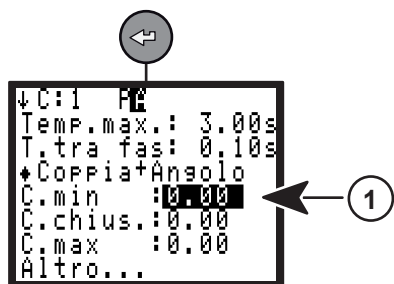 ↓C:1 PA
Temp.max.: 3.00s
T.tra fas: 0.10s
♦Coppia+Angolo
C.min :0.00
C.chius.:0.00
C.max :0.00
Altro...
1